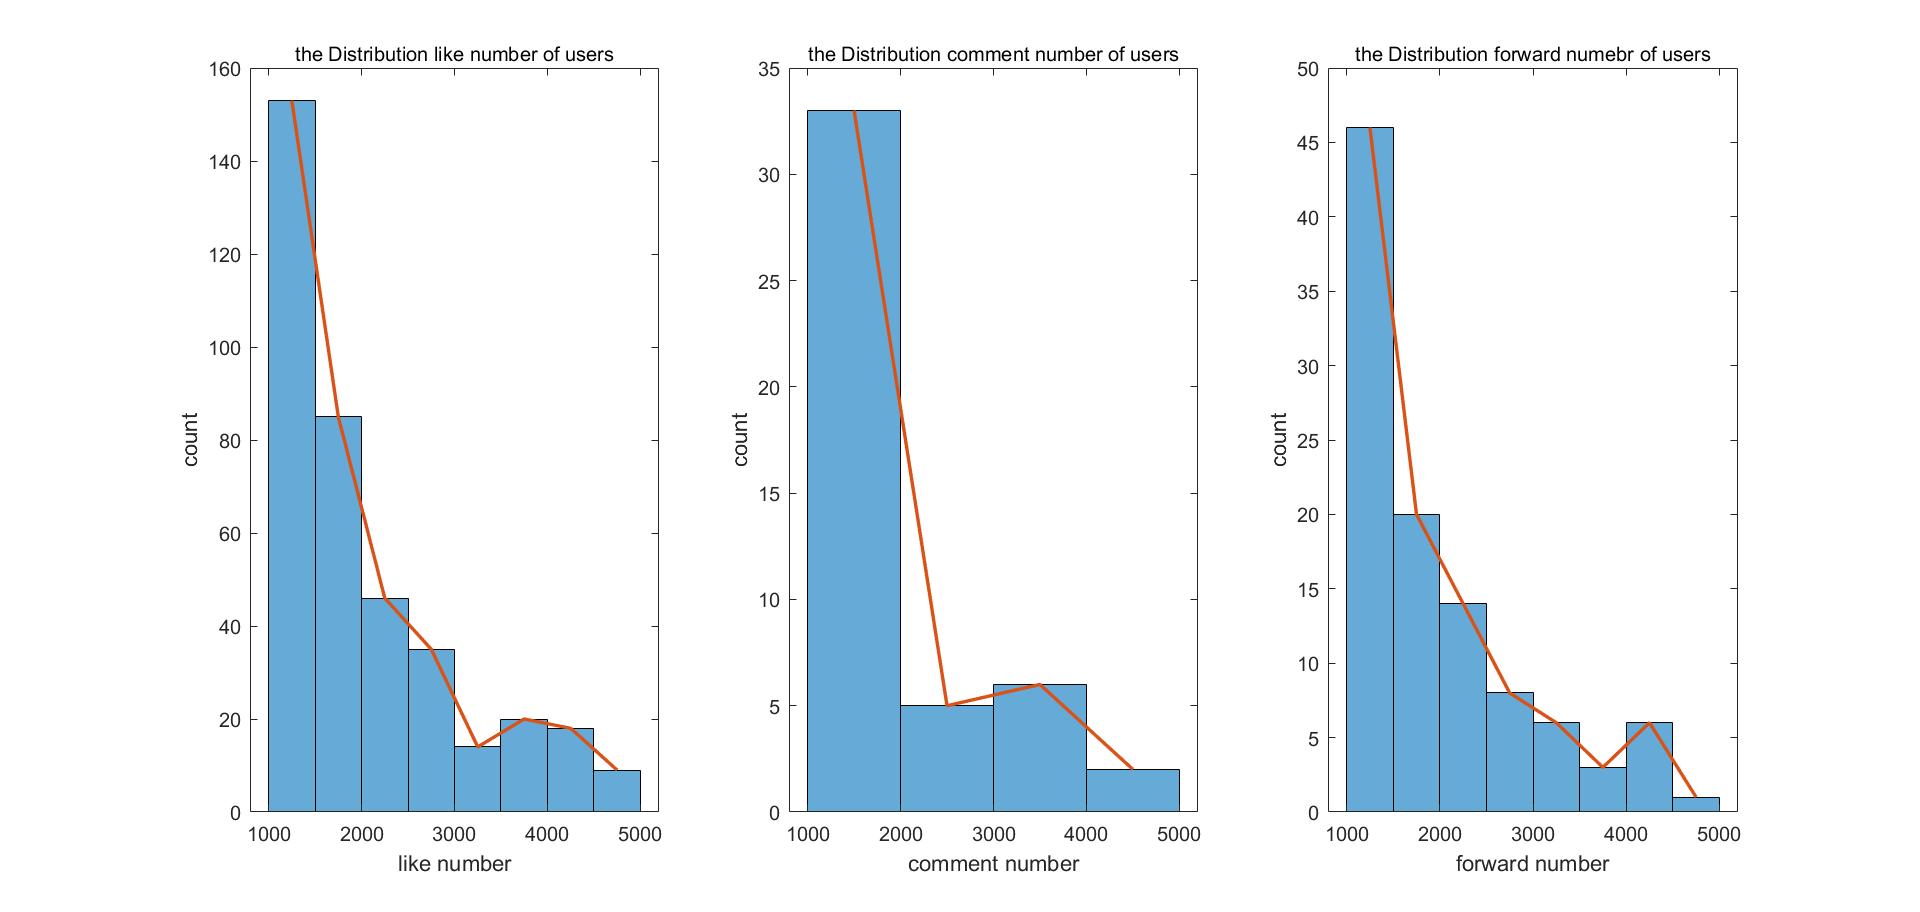 the Distribution like number of users
160
140
120
100
80
60
40
20
0
count
1000 2000 3000 4000 5000
like number
the Distribution comment number of users
35
30
25
20
15
10
5
0
count
1000 2000 3000 4000 5000
comment number
the Distribution forward numebr of users
50
45
40
35
30
25
20
15
10
5
0
count
1000 2000 3000 4000 5000
forward number